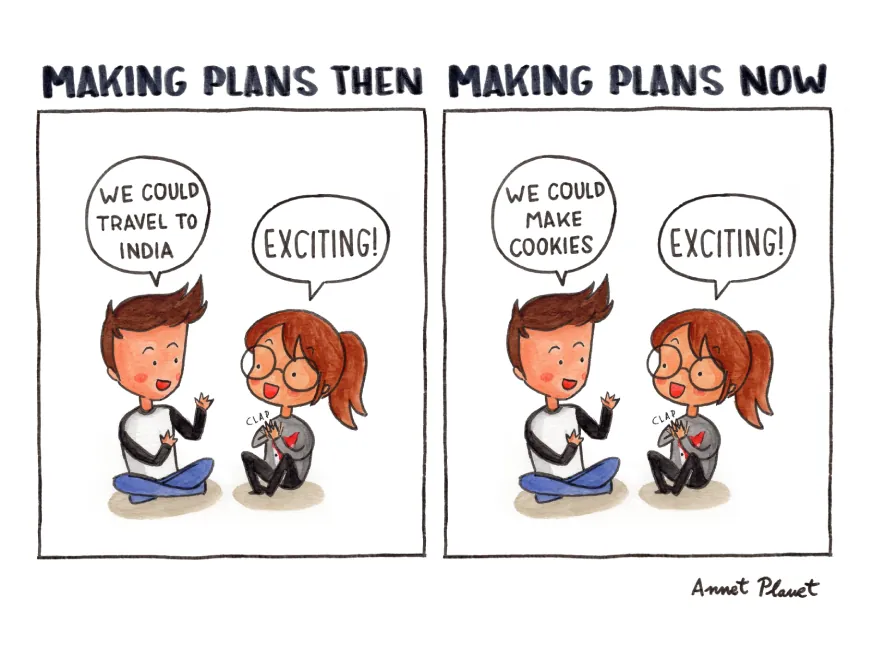 MAKING PLANS THEN
WE COULD
TRAVEL TO
INDIA
EXCITING!
CLAP
MAKING PLANS NOW
WE COULD
MAKE
COOKIES
EXCITING!
CLAP
Annet Planet